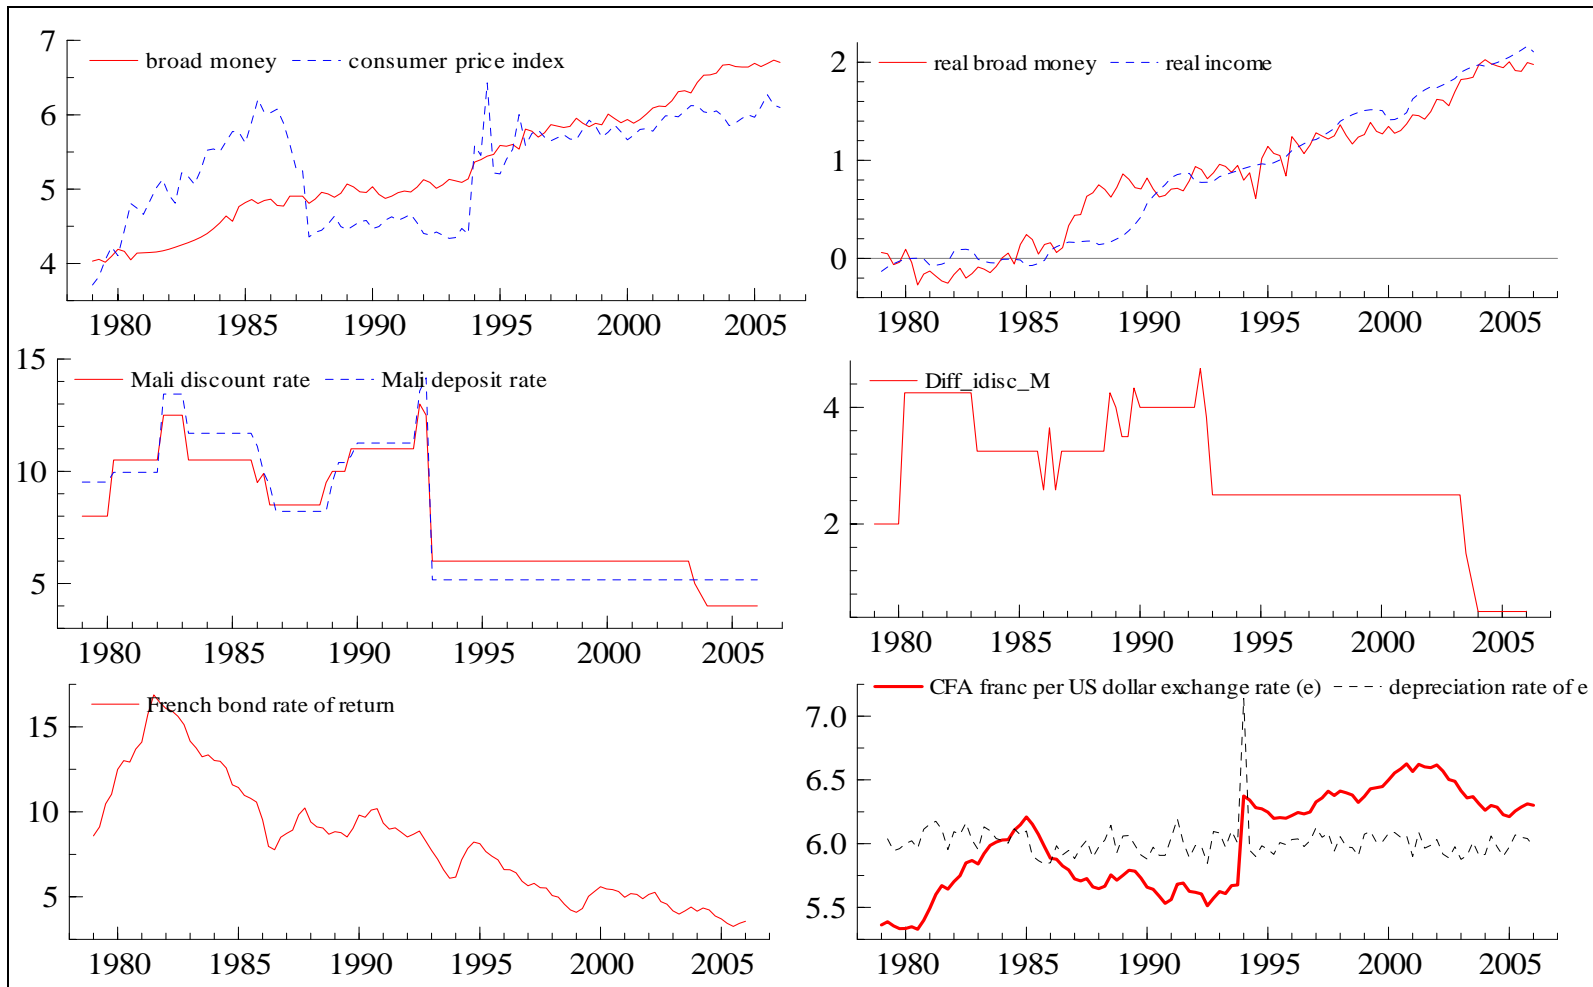 broad money consumer price index
7
6
5
4
1980 1985 1990 1995 2000 2005
real broad money real income
2
1
0
1980 1985 1990 1995 2000 2005
Mali discount rate Mali deposit rate
15
10
5
1980 1985 1990 1995 2000 2005
Diff_idisc_M
4
2
1980 1985 1990 1995 2000 2005
French bond rate of return
15
10
5
1980 1985 1990 1995 2000 2005
CFA franc per US dollar exchange rate (e) depreciation rate of e
7.0
6.5
6.0
5.5
1980 1985 1990 1995 2000 2005